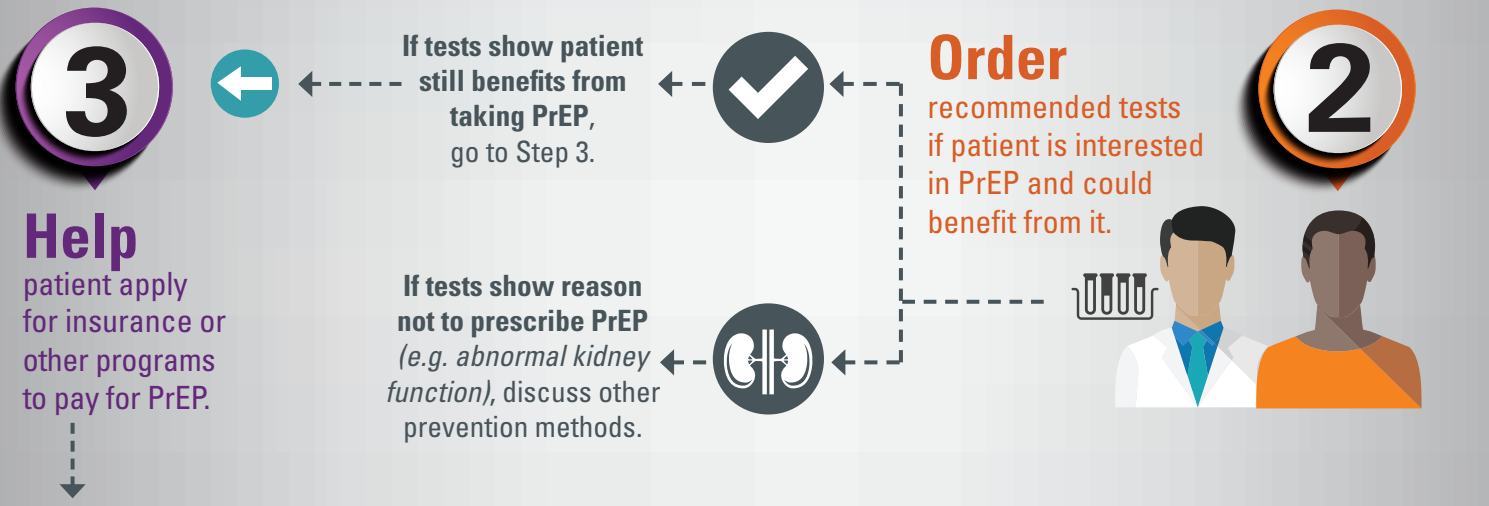 2
Order
recommended tests
if patient is interested
in PrEP and could
benefit from it.
If tests show patient
still benefits from
taking PrEP,
go to Step 3.
If tests show reason
not to prescribe PrEP
(e.g. abnormal kidney
function), discuss other
prevention methods.
3
Help
patient apply
for insurance or
other programs
to pay for PrEP.